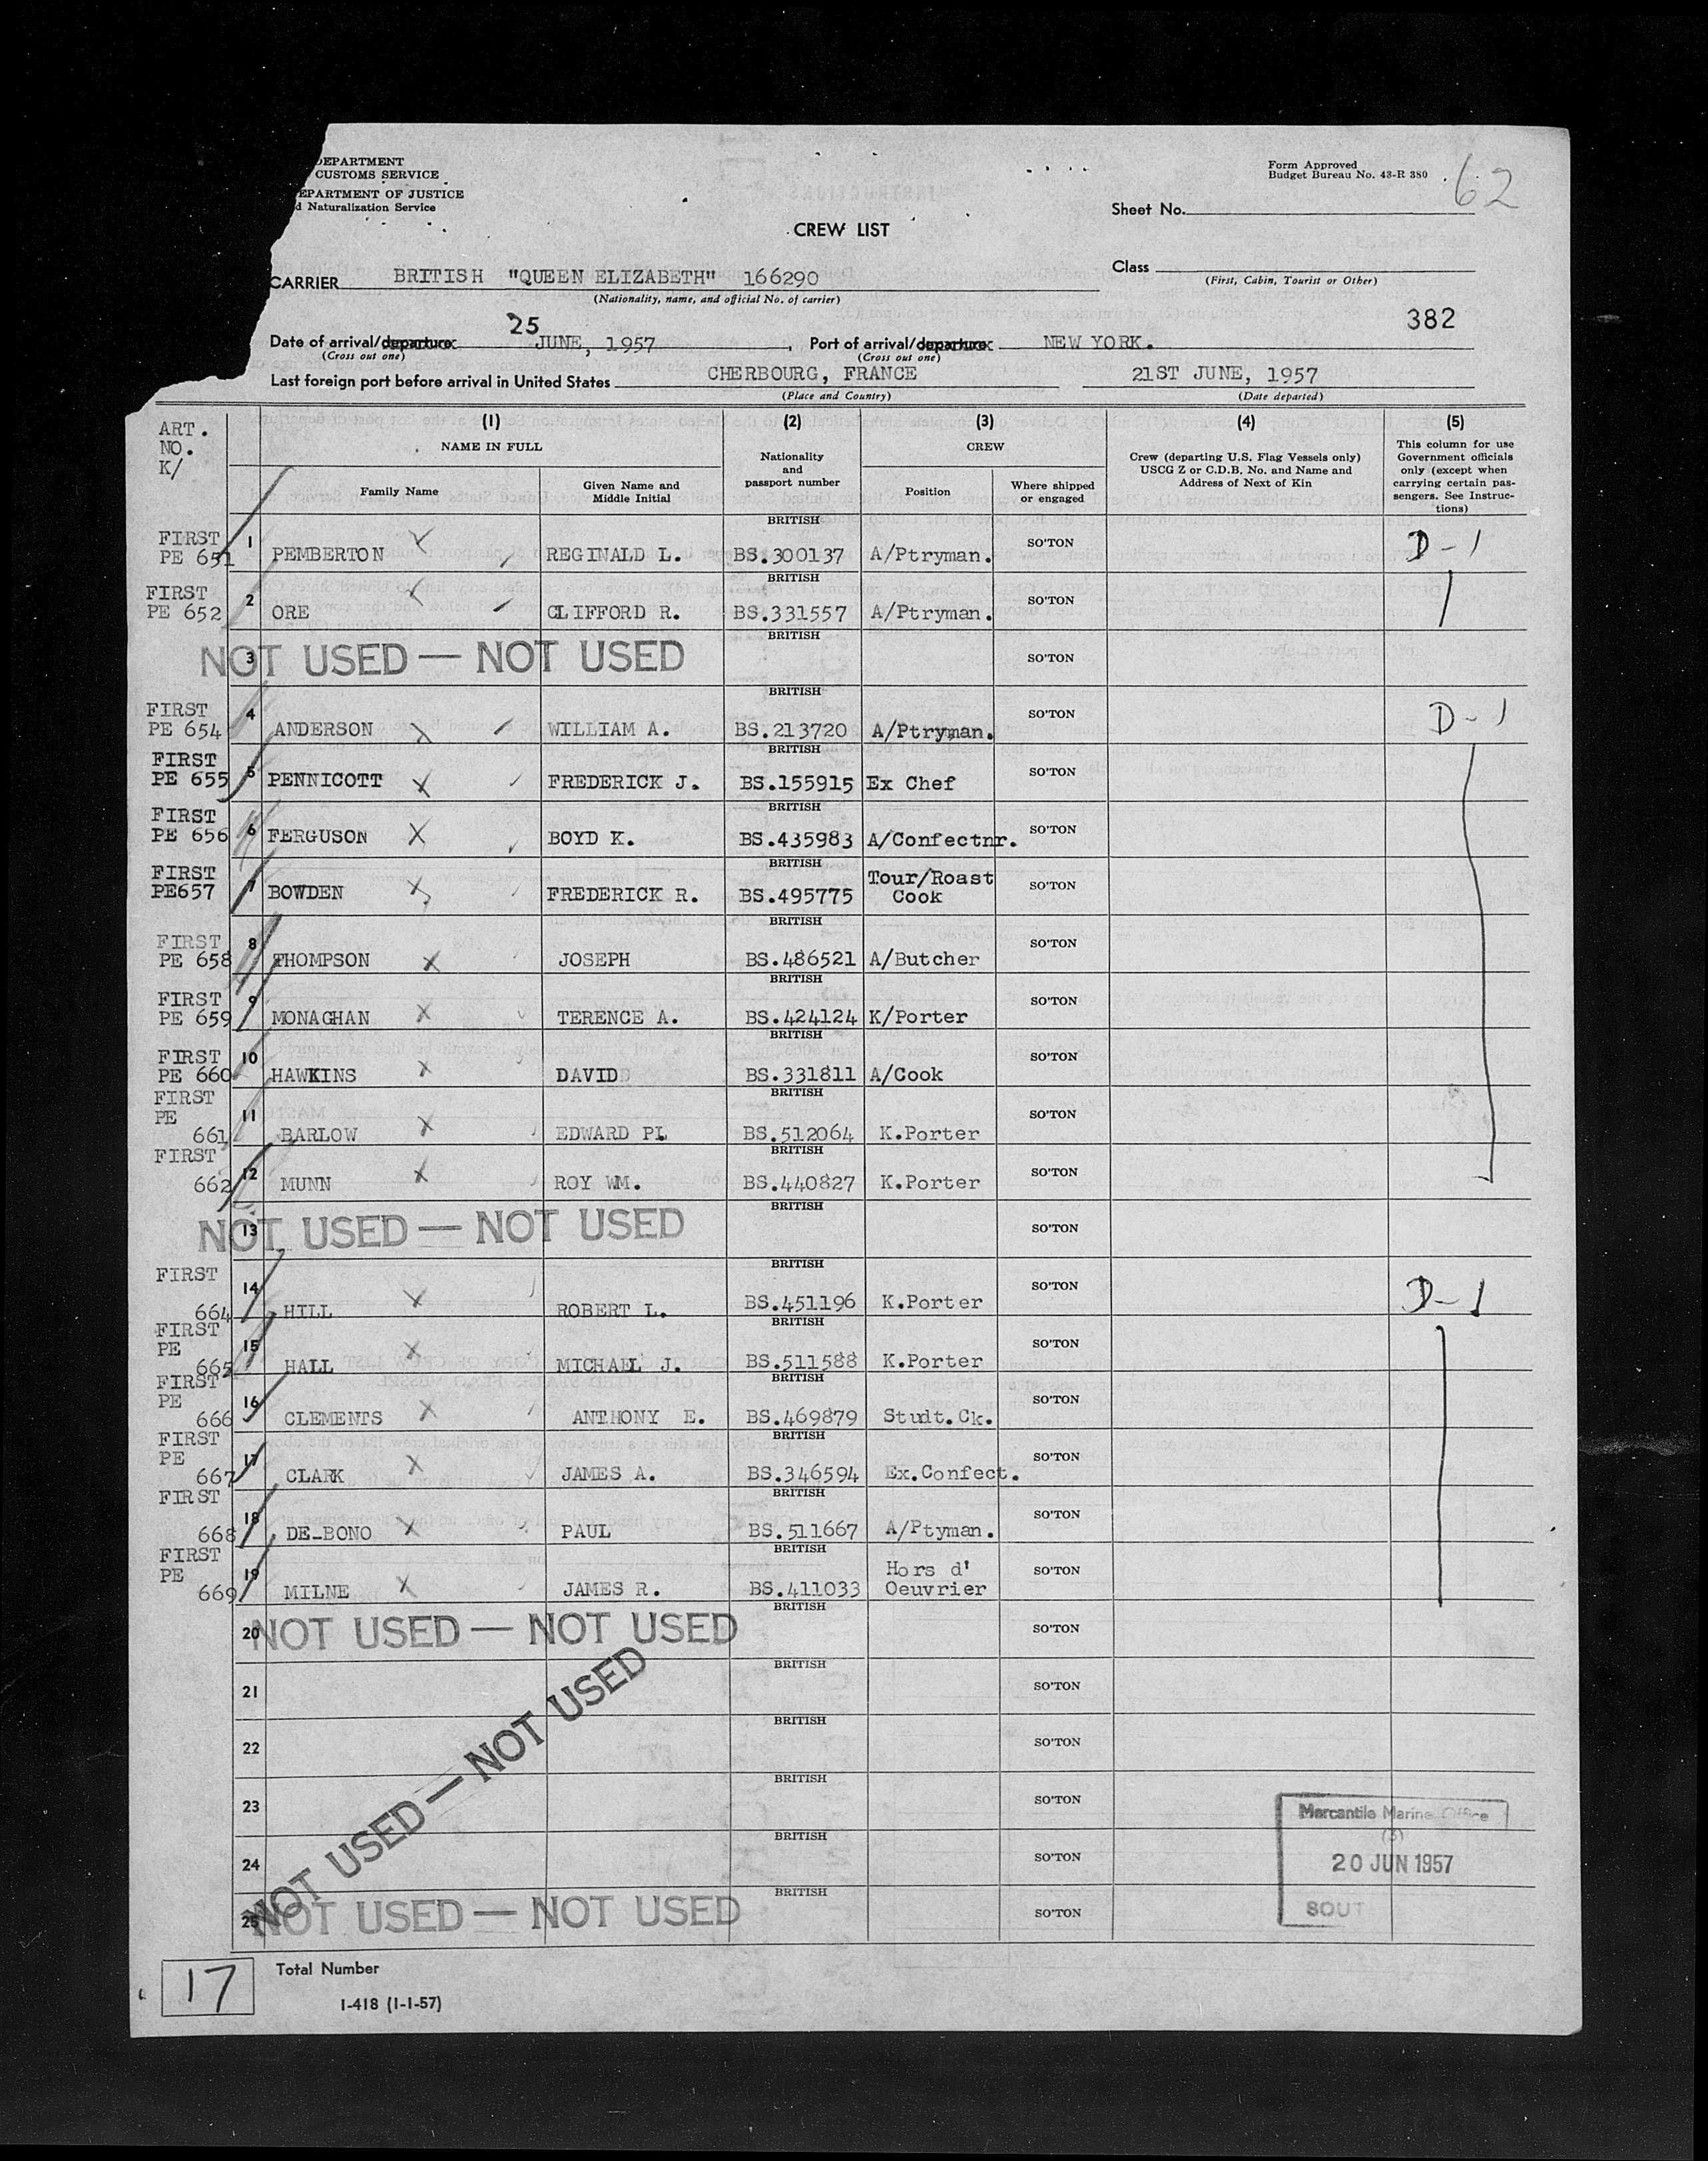 DEPARTMENT
CUSTOMS SERVICE
EPARTMENT OF JUSTICE
d Naturalization Service
Form Approved
Budget Bureau No. 43-R 380
62
Sheet No.
CREW LIST
Class
(First, Cabin, Tourist or Other)
CARRIER BRITISH "QUEEN ELIZABETH" 166290
(Nationality, name, and official No. of carrier)
382
Date of arrival/departure 25 JUNE, 1957, Port of arrival/departure NEW YORK.
(Cross out one) (Cross out one)
Last foreign port before arrival in United States CHERBOURG, FRANCE 21ST JUNE, 1957
(Place and Country) (Date departed)
ART. NO. K/
(1) NAME IN FULL
Family Name
Given Name and Middle Initial
(2) Nationality and passport number
(3) CREW
Position
Where shipped or engaged
(4) Crew (departing U.S. Flag Vessels only) USCG Z or C.D.B. No. and Name and Address of Next of Kin
(5) This column for use Government officials only (except when carrying certain passengers. See Instructions)
FIRST PE 651 1 PEMBERTON REGINALD L. BRITISH BS.300137 A/Ptryman. SO'TON D-1
FIRST PE 652 2 ORE CLIFFORD R. BRITISH BS.331557 A/Ptryman. SO'TON
3 NOT USED — NOT USED BRITISH SO'TON
FIRST PE 654 4 ANDERSON WILLIAM A. BRITISH BS.213720 A/Ptryman. SO'TON D-1
FIRST PE 655 5 PENNICOTT FREDERICK J. BRITISH BS.155915 Ex Chef SO'TON
FIRST PE 656 6 FERGUSON BOYD K. BRITISH BS.435983 A/Confectnr. SO'TON
FIRST PE657 7 BOWDEN FREDERICK R. BRITISH BS.495775 Tour/Roast Cook SO'TON
FIRST PE 658 8 THOMPSON JOSEPH BRITISH BS.486521 A/Butcher SO'TON
FIRST PE 659 9 MONAGHAN TERENCE A. BRITISH BS.424124 K/Porter SO'TON
FIRST PE 660 10 HAWKINS DAVID BRITISH BS.331811 A/Cook SO'TON
FIRST PE 661 11 BARLOW EDWARD BRITISH BS.512064 K.Porter SO'TON
FIRST 662 12 MUNN ROY WM. BRITISH BS.440827 K.Porter SO'TON
13 NOT USED — NOT USED BRITISH SO'TON
FIRST 664 14 HILL ROBERT L. BRITISH BS.451196 K.Porter SO'TON D-1
FIRST PE 665 15 HALL MICHAEL J. BRITISH BS.511588 K.Porter SO'TON
FIRST PE 666 16 CLEMENTS ANTHONY E. BRITISH BS.469879 Studt.Ck. SO'TON
FIRST PE 667 17 CLARK JAMES A. BRITISH BS.346594 Ex.Confect. SO'TON
FIRST 668 18 DE-BONO PAUL BRITISH BS.511667 A/Ptyman. SO'TON
FIRST PE 669 19 MILNE JAMES R. BRITISH BS.411033 Hors d' Oeuvrier SO'TON
20 NOT USED — NOT USED BRITISH SO'TON
21 BRITISH SO'TON
22 BRITISH SO'TON
NOT USED — NOT USED
23 BRITISH SO'TON
24 BRITISH SO'TON
25 NOT USED — NOT USED BRITISH SO'TON
Mercantile Marine Office
(3)
20 JUN 1957
SOUT
17 Total Number
I-418 (1-1-57)